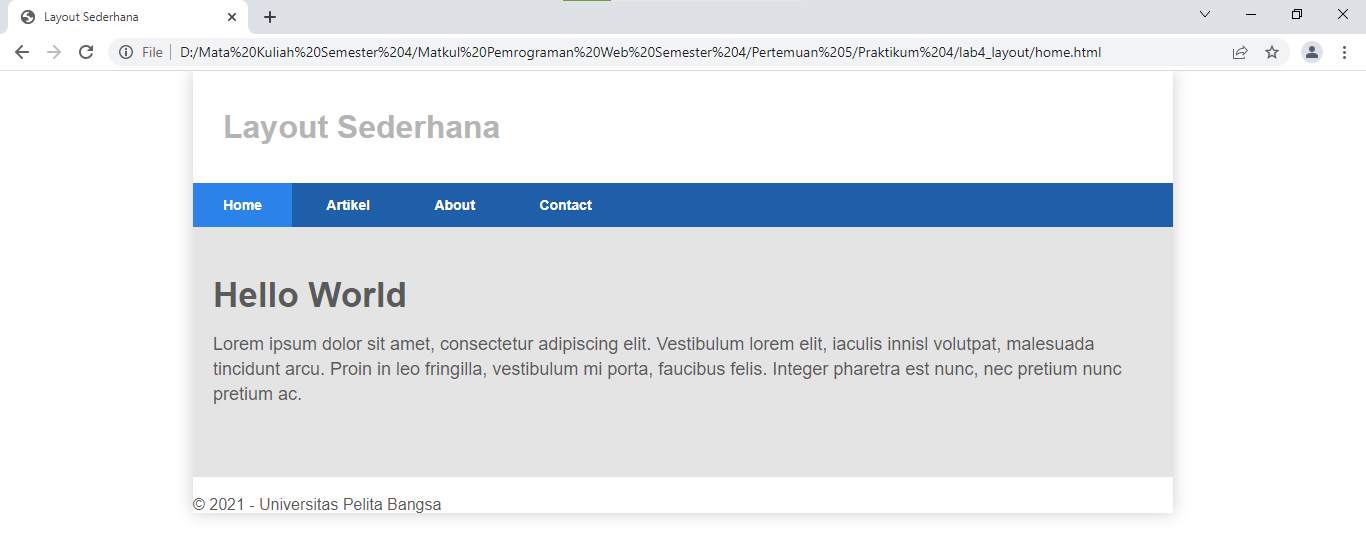 Layout Sederhana
File
D:/Mata%20Kuliah%20Semester%204/Matkul%20Pemrograman%20Web%20Semester%204/Pertemuan%205/Praktikum%204/lab4_layout/home.html
Layout Sederhana
Home Artikel About Contact
Hello World
Lorem ipsum dolor sit amet, consectetur adipiscing elit. Vestibulum lorem elit, iaculis innisl volutpat, malesuada
tincidunt arcu. Proin in leo fringilla, vestibulum mi porta, faucibus felis. Integer pharetra est nunc, nec pretium nunc
pretium ac.
© 2021 - Universitas Pelita Bangsa